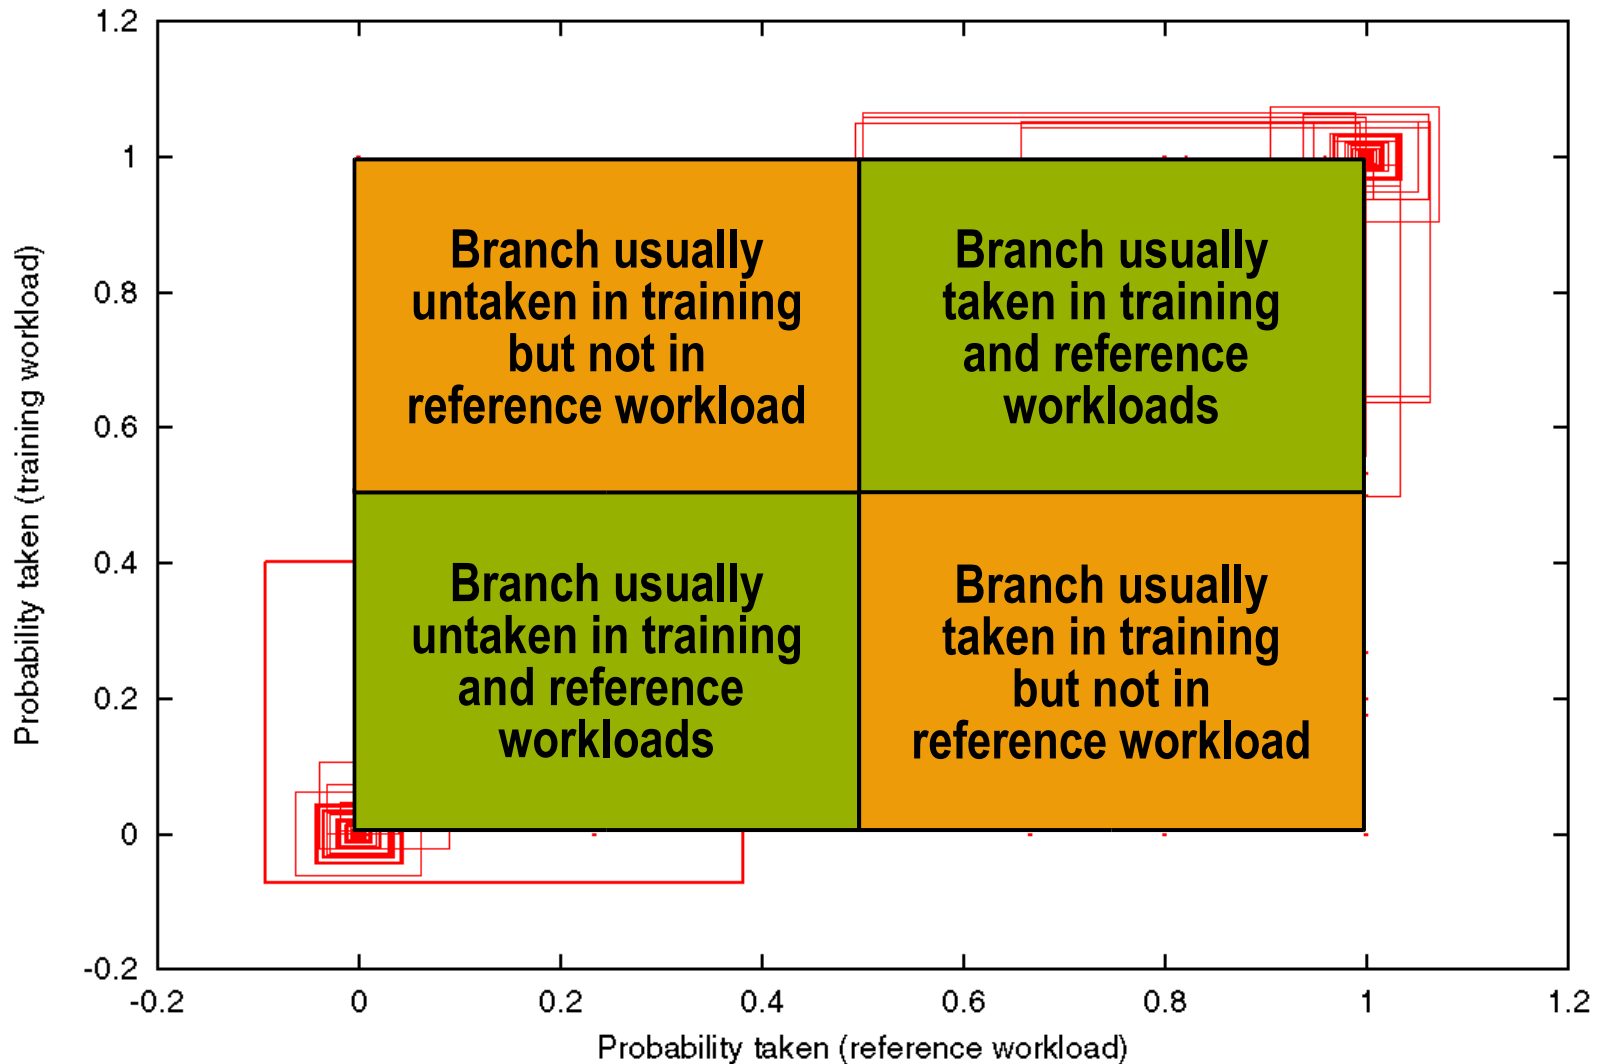 1.2
1
0.8
0.6
0.4
0.2
0
-0.2
Probability taken (training workload)
Branch usually
untaken in training
but not in
reference workload
Branch usually
taken in training
and reference
workloads
Branch usually
untaken in training
and reference
workloads
Branch usually
taken in training
but not in
reference workload
-0.2 0 0.2 0.4 0.6 0.8 1 1.2
Probability taken (reference workload)